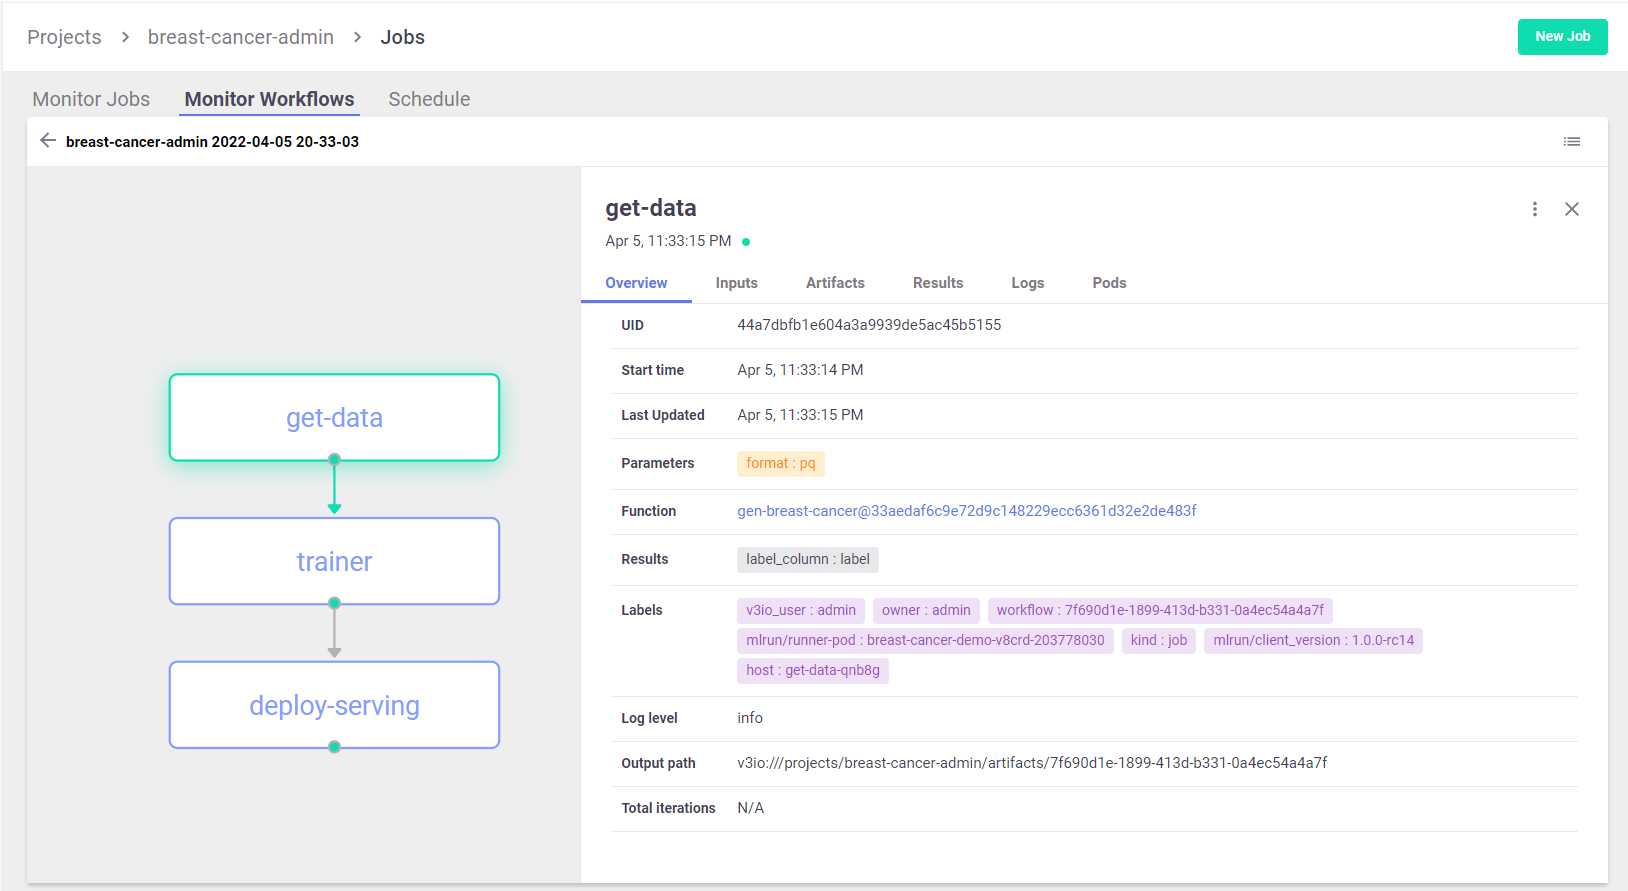 Projects > breast-cancer-admin > Jobs
New Job
Monitor Jobs Monitor Workflows Schedule
breast-cancer-admin 2022-04-05 20-33-03
get-data
trainer
deploy-serving
get-data
Apr 5, 11:33:15 PM
Overview Inputs Artifacts Results Logs Pods
UID 44a7dbfb1e604a3a9939de5ac45b5155
Start time Apr 5, 11:33:14 PM
Last Updated Apr 5, 11:33:15 PM
Parameters format : pq
Function gen-breast-cancer@33aedaf6c9e72d9c148229ecc6361d32e2de483f
Results label_column : label
Labels v3io_user : admin owner : admin workflow : 7f690d1e-1899-413d-b331-0a4ec54a4a7f
mlrun/runner-pod : breast-cancer-demo-v8crd-203778030 kind : job mlrun/client_version : 1.0.0-rc14
host : get-data-qnb8g
Log level info
Output path v3io:///projects/breast-cancer-admin/artifacts/7f690d1e-1899-413d-b331-0a4ec54a4a7f
Total iterations N/A